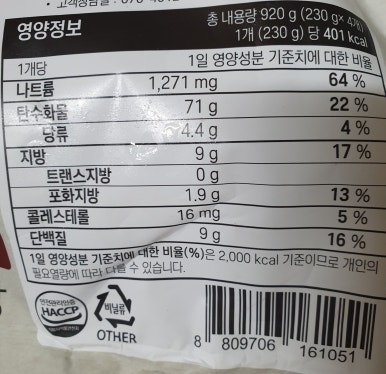 영양정보
총 내용량 920 g (230 g× 4개)
1개 (230 g) 당 401 kcal
1개당 1일 영양성분 기준치에 대한 비율
나트륨 1,271 mg 64 %
탄수화물 71 g 22 %
당류 4.4 g 4 %
지방 9 g 17 %
트랜스지방 0 g
포화지방 1.9 g 13 %
콜레스테롤 16 mg 5 %
단백질 9 g 16 %
1일 영양성분 기준치에 대한 비율(%)은 2,000 kcal 기준이므로 개인의
필요열량에 따라 다를 수 있습니다.
안전관리인증
HACCP
비닐류
OTHER
8 809706 161051